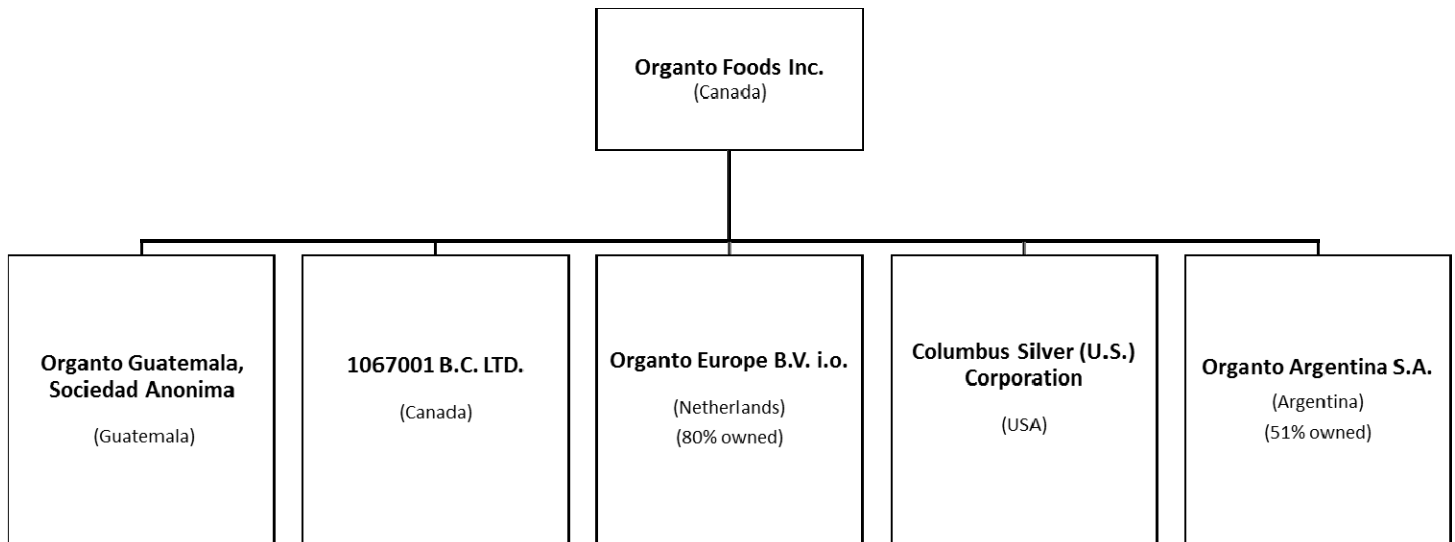 Organto Foods Inc.
(Canada)
Organto Guatemala,
Sociedad Anonima
(Guatemala)
1067001 B.C. LTD.
(Canada)
Organto Europe B.V. i.o.
(Netherlands)
(80% owned)
Columbus Silver (U.S.)
Corporation
(USA)
Organto Argentina S.A.
(Argentina)
(51% owned)